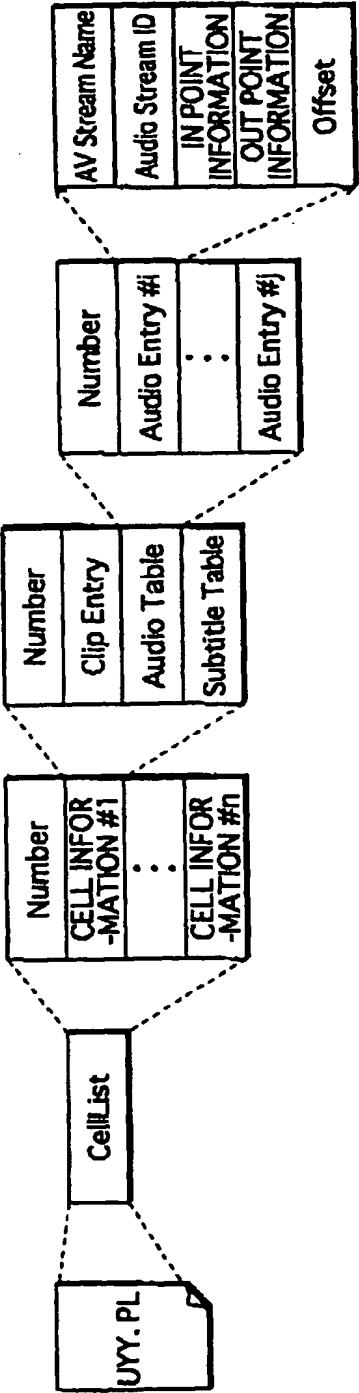 UYY. PL
CellList
Number
CELL INFOR
-MATION #1
CELL INFOR
-MATION #n
Number
Clip Entry
Audio Table
Subtitle Table
Number
Audio Entry #i
Audio Entry #j
AV Stream Name
Audio Stream ID
IN POINT
INFORMATION
OUT POINT
INFORMATION
Offset